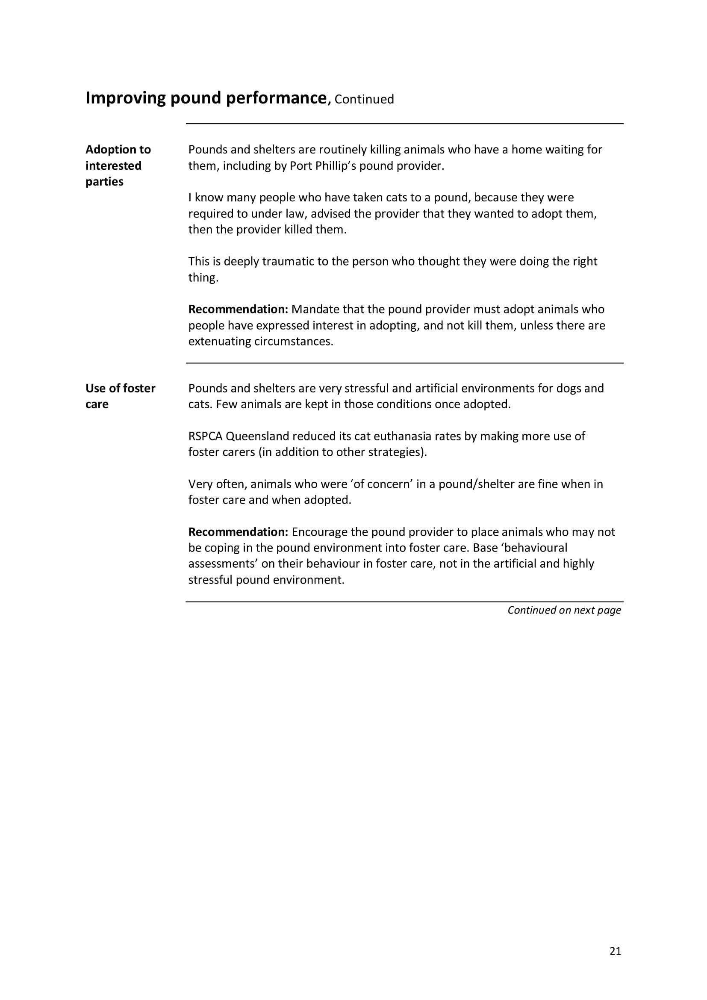 Improving pound performance, Continued
Adoption to
interested
parties
Pounds and shelters are routinely killing animals who have a home waiting for
them, including by Port Phillip’s pound provider.
I know many people who have taken cats to a pound, because they were
required to under law, advised the provider that they wanted to adopt them,
then the provider killed them.
This is deeply traumatic to the person who thought they were doing the right
thing.
Recommendation: Mandate that the pound provider must adopt animals who
people have expressed interest in adopting, and not kill them, unless there are
extenuating circumstances.
Use of foster
care
Pounds and shelters are very stressful and artificial environments for dogs and
cats. Few animals are kept in those conditions once adopted.
RSPCA Queensland reduced its cat euthanasia rates by making more use of
foster carers (in addition to other strategies).
Very often, animals who were ‘of concern’ in a pound/shelter are fine when in
foster care and when adopted.
Recommendation: Encourage the pound provider to place animals who may not
be coping in the pound environment into foster care. Base ‘behavioural
assessments’ on their behaviour in foster care, not in the artificial and highly
stressful pound environment.
Continued on next page
21